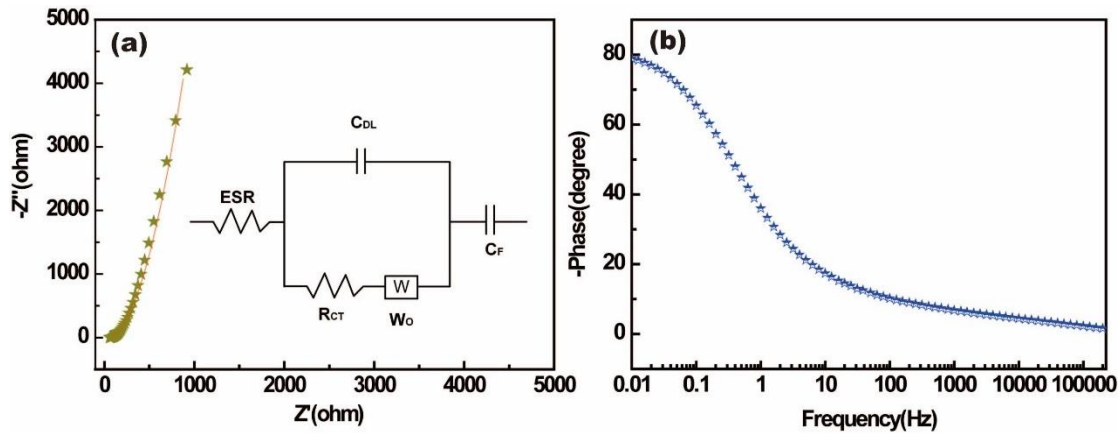 (a)
-Z''(ohm)
5000
4000
3000
2000
1000
0
0 1000 2000 3000 4000 5000
Z'(ohm)
ESR
CDL
RCT
W
WO
CF
(b)
-Phase(degree)
80
60
40
20
0
0.01 0.1 1 10 100 1000 10000 100000
Frequency(Hz)